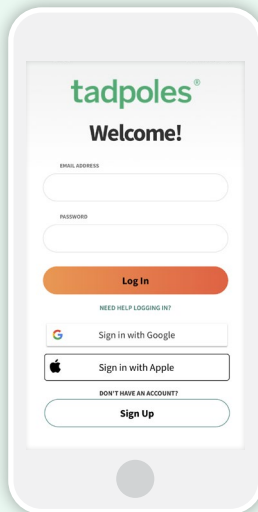 tadpoles®
Welcome!
EMAIL ADDRESS
PASSWORD
Log In
NEED HELP LOGGING IN?
Sign in with Google
Sign in with Apple
DON'T HAVE AN ACCOUNT?
Sign Up